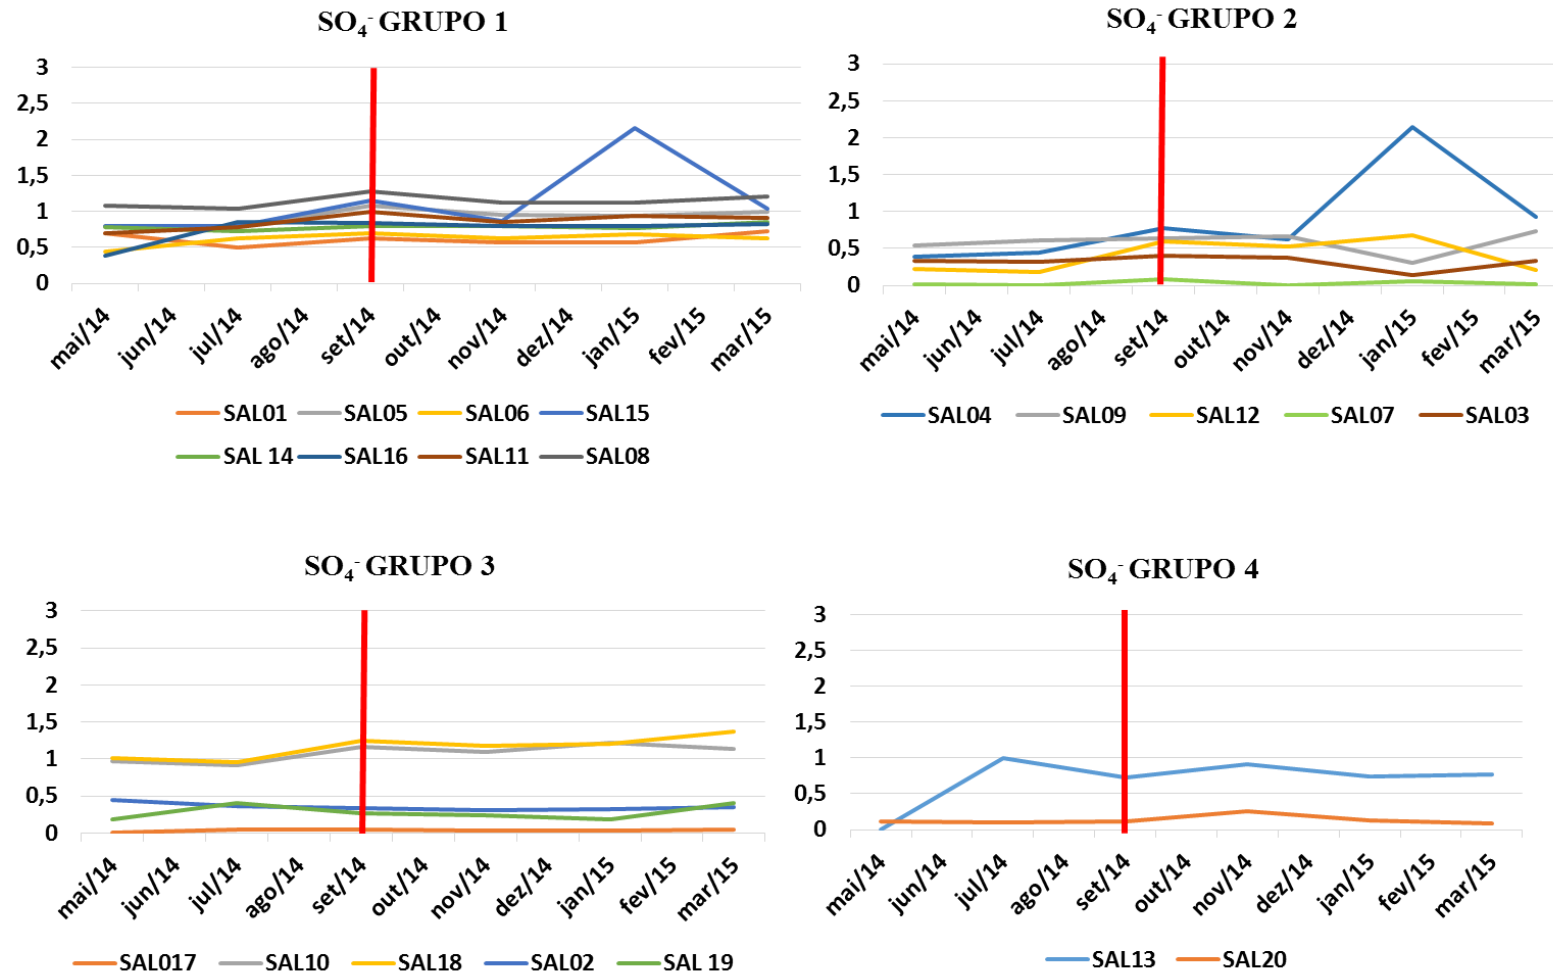 SO4- GRUPO 1
3
2,5
2
1,5
1
0,5
0
mai/14 jun/14 jul/14 ago/14 set/14 out/14 nov/14 dez/14 jan/15 fev/15 mar/15
SAL01 SAL05 SAL06 SAL15
SAL 14 SAL16 SAL11 SAL08
SO4- GRUPO 2
3
2,5
2
1,5
1
0,5
0
mai/14 jun/14 jul/14 ago/14 set/14 out/14 nov/14 dez/14 jan/15 fev/15 mar/15
SAL04 SAL09 SAL12 SAL07 SAL03
SO4- GRUPO 3
3
2,5
2
1,5
1
0,5
0
mai/14 jun/14 jul/14 ago/14 set/14 out/14 nov/14 dez/14 jan/15 fev/15 mar/15
SAL017 SAL10 SAL18 SAL02 SAL 19
SO4- GRUPO 4
3
2,5
2
1,5
1
0,5
0
mai/14 jun/14 jul/14 ago/14 set/14 out/14 nov/14 dez/14 jan/15 fev/15 mar/15
SAL13 SAL20